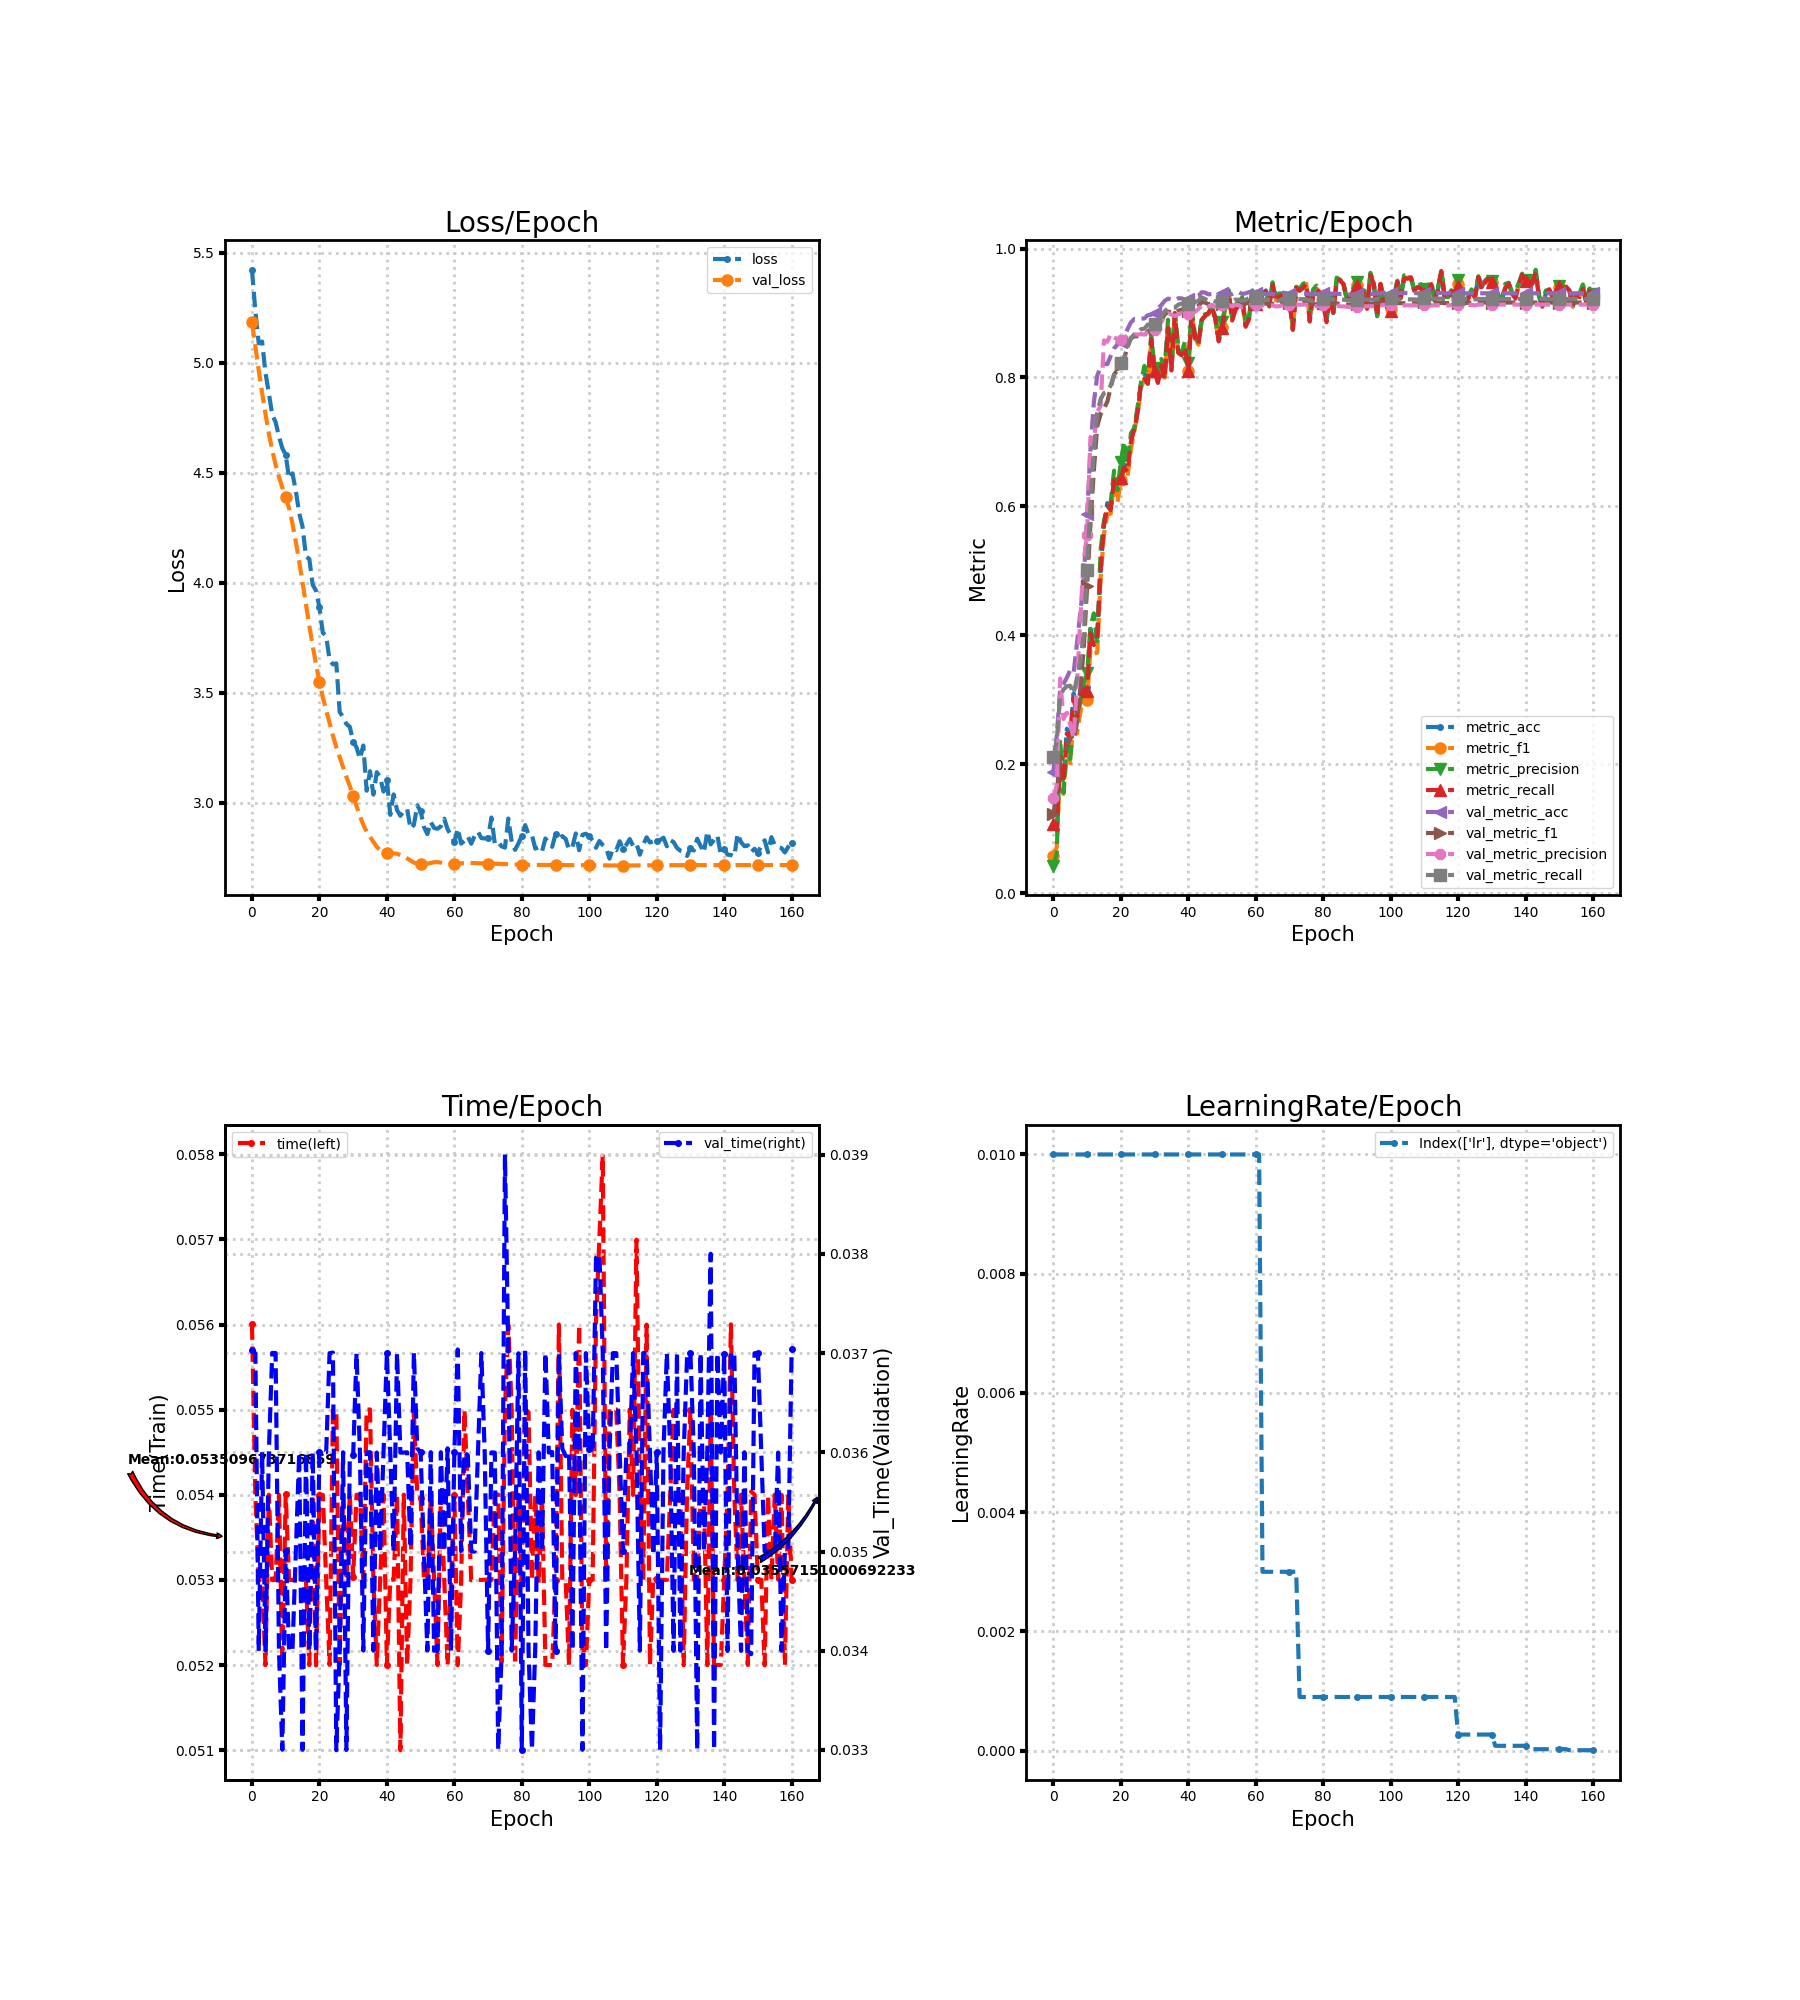 Loss/Epoch
5.5
5.0
4.5
4.0
3.5
3.0
Loss
loss
val_loss
0 20 40 60 80 100 120 140 160
Epoch
Metric/Epoch
1.0
0.8
0.6
0.4
0.2
0.0
Metric
metric_acc
metric_f1
metric_precision
metric_recall
val_metric_acc
val_metric_f1
val_metric_precision
val_metric_recall
0 20 40 60 80 100 120 140 160
Epoch
Time/Epoch
time(left)
val_time(right)
0.058
0.057
0.056
0.055
0.054
0.053
0.052
0.051
Time(Train)
0.039
0.038
0.037
0.036
0.035
0.034
0.033
Val_Time(Validation)
0 20 40 60 80 100 120 140 160
Epoch
LearningRate/Epoch
Index(['lr'], dtype='object')
0.010
0.008
0.006
0.004
0.002
0.000
LearningRate
0 20 40 60 80 100 120 140 160
Epoch
Mean:0.03557151000692233